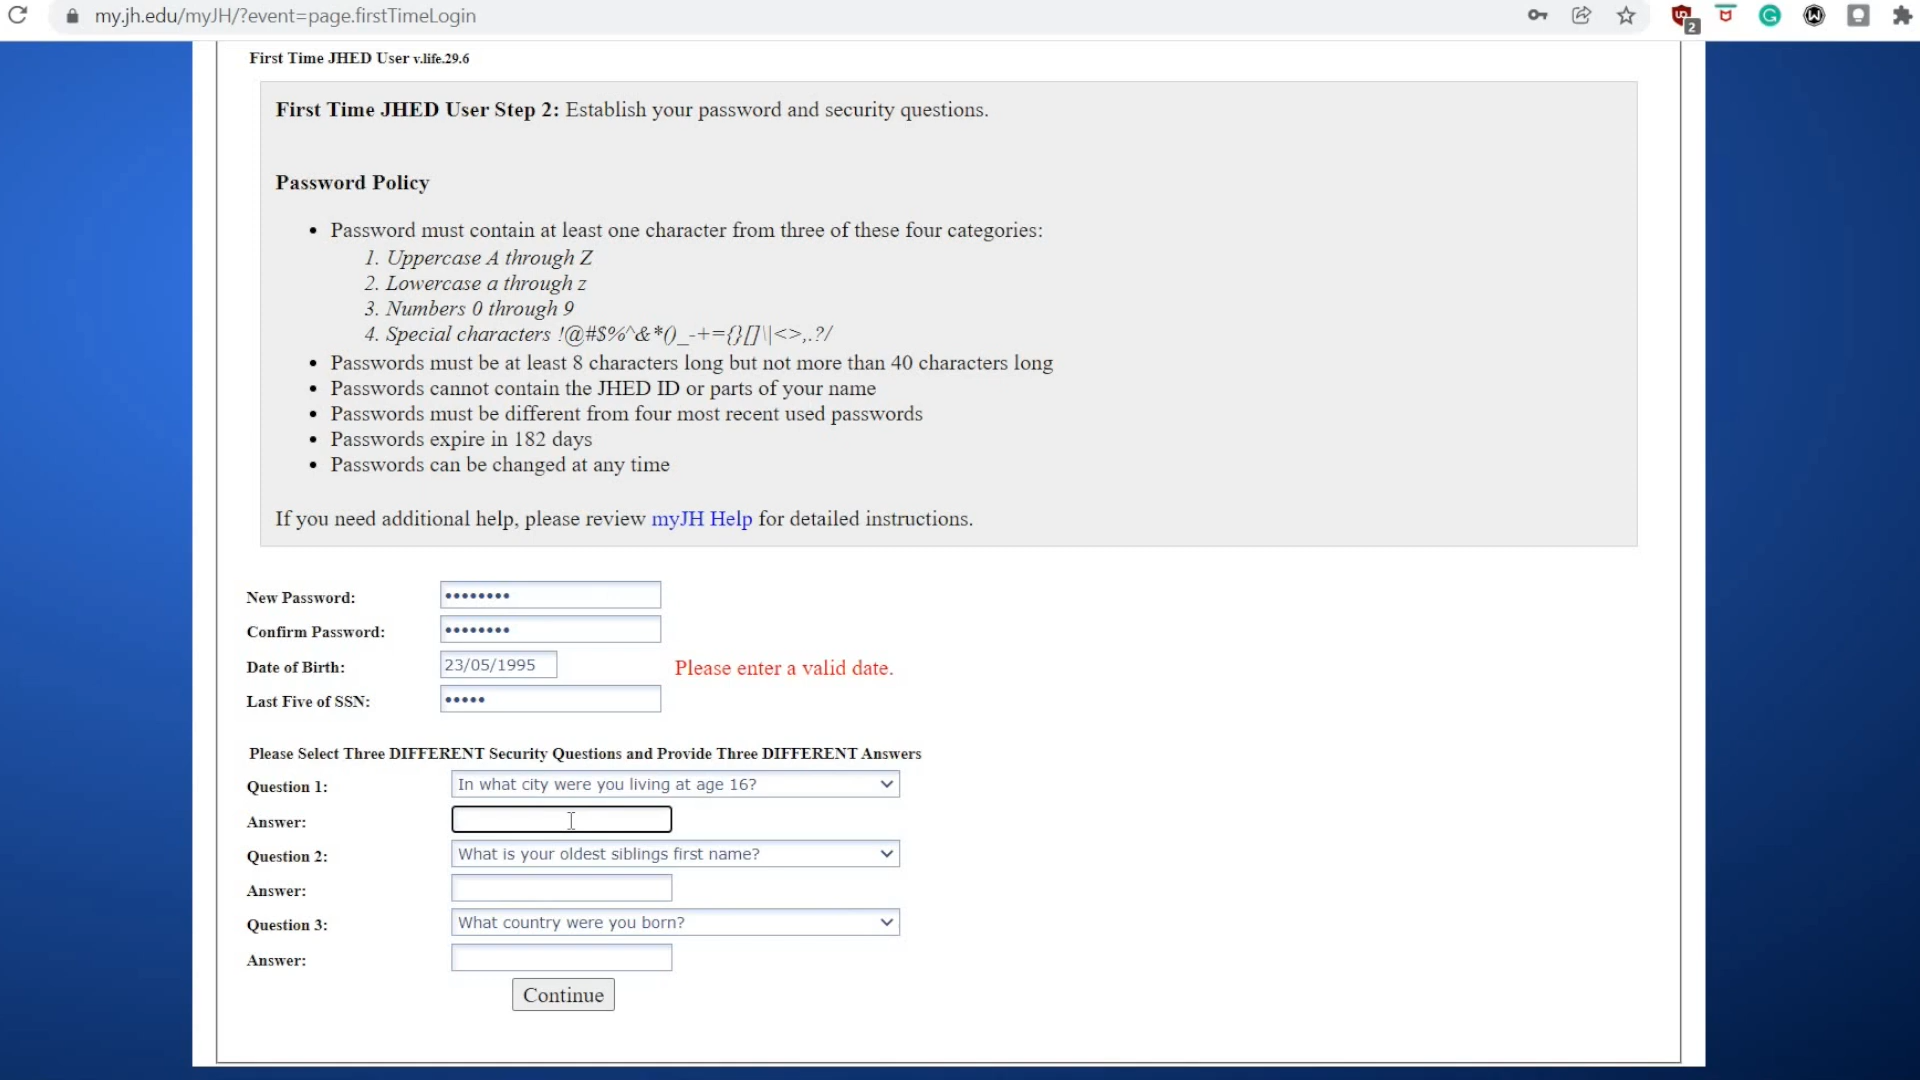 my.jh.edu/myJH/?event=page.firstTimeLogin
2
First Time JHED User v.life.29.6
First Time JHED User Step 2: Establish your password and security questions.
Password Policy
• Password must contain at least one character from three of these four categories:
1. Uppercase A through Z
2. Lowercase a through z
3. Numbers 0 through 9
4. Special characters !@#$%^&*()_-+={}[]\|<>,.?/
• Passwords must be at least 8 characters long but not more than 40 characters long
• Passwords cannot contain the JHED ID or parts of your name
• Passwords must be different from four most recent used passwords
• Passwords expire in 182 days
• Passwords can be changed at any time
If you need additional help, please review myJH Help for detailed instructions.
New Password: ••••••••
Confirm Password: ••••••••
Date of Birth: 23/05/1995 Please enter a valid date.
Last Five of SSN: •••••
Please Select Three DIFFERENT Security Questions and Provide Three DIFFERENT Answers
Question 1: In what city were you living at age 16?
Answer:
Question 2: What is your oldest siblings first name?
Answer:
Question 3: What country were you born?
Answer:
Continue